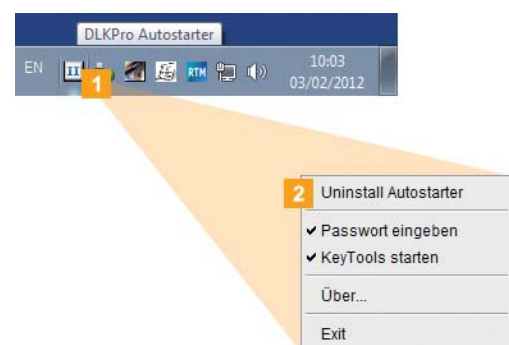 DLKPro Autostarter
EN
II
RTM
10:03
03/02/2012
1
2
Uninstall Autostarter
Passwort eingeben
KeyTools starten
Über...
Exit